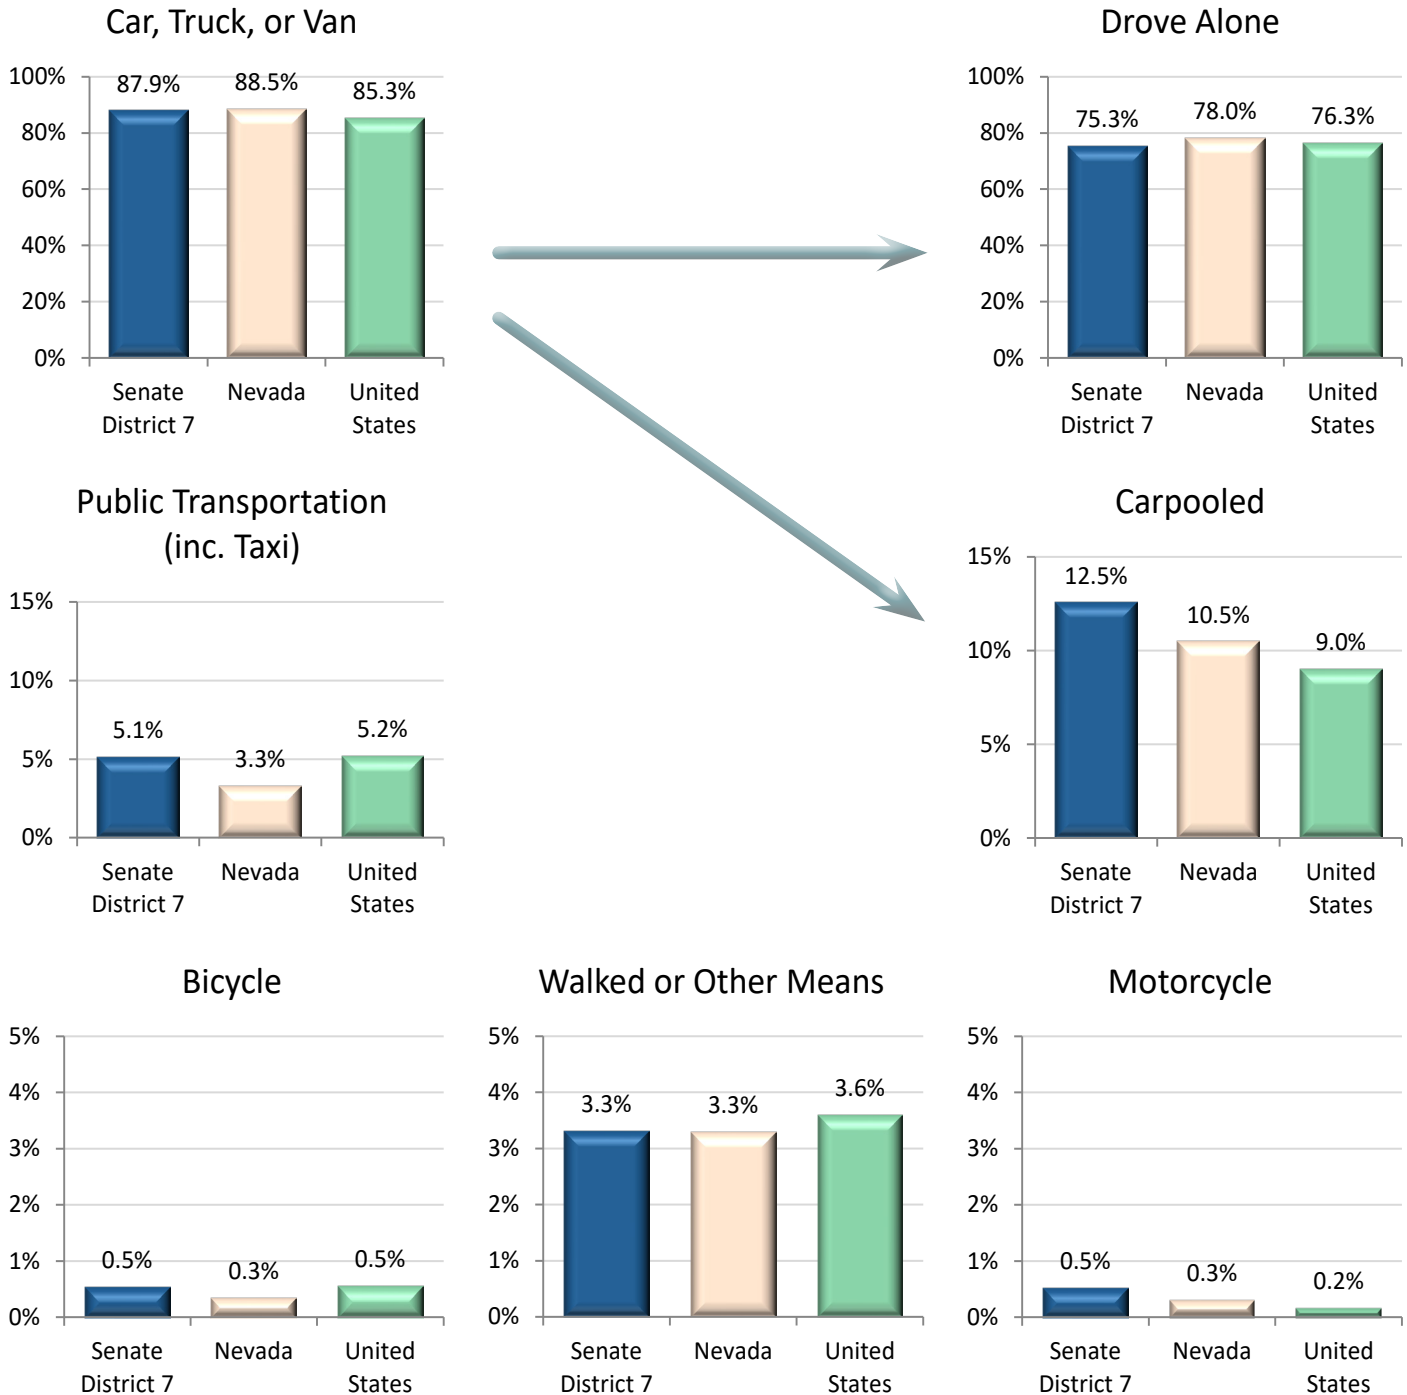 Car, Truck, or Van
100%
80%
60%
40%
20%
0%
87.9%
88.5%
85.3%
Senate
District 7
Nevada
United
States
Drove Alone
100%
80%
60%
40%
20%
0%
75.3%
78.0%
76.3%
Senate
District 7
Nevada
United
States
Public Transportation
(inc. Taxi)
15%
10%
5%
0%
5.1%
3.3%
5.2%
Senate
District 7
Nevada
United
States
Carpooled
15%
10%
5%
0%
12.5%
10.5%
9.0%
Senate
District 7
Nevada
United
States
Bicycle
5%
4%
3%
2%
1%
0%
0.5%
0.3%
0.5%
Senate
District 7
Nevada
United
States
Walked or Other Means
5%
4%
3%
2%
1%
0%
3.3%
3.3%
3.6%
Senate
District 7
Nevada
United
States
Motorcycle
5%
4%
3%
2%
1%
0%
0.5%
0.3%
0.2%
Senate
District 7
Nevada
United
States